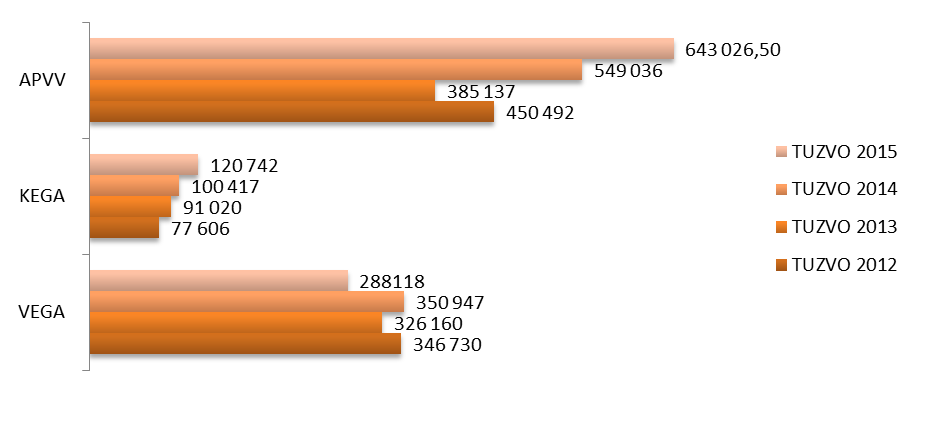 APVV
643 026,50
549 036
385 137
450 492
KEGA
120 742
100 417
91 020
77 606
VEGA
288118
350 947
326 160
346 730
TUZVO 2015
TUZVO 2014
TUZVO 2013
TUZVO 2012